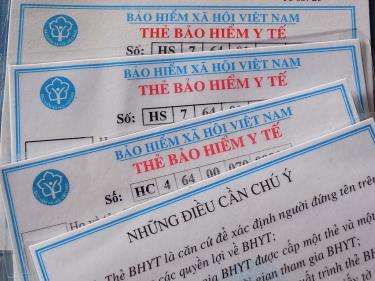 BẢO HIỂM XÃ HỘI VIỆT NAM
THẺ BẢO HIỂM Y TẾ
Số: HS 7 64
BẢO HIỂM XÃ HỘI VIỆT NAM
THẺ BẢO HIỂM Y TẾ
Số: HS 7 64
BẢO HIỂM XÃ HỘI VIỆT NAM
THẺ BẢO HIỂM Y TẾ
Số: HC 4 64 00
Họ và
NHỮNG ĐIỀU CẦN CHÚ Ý
Thẻ BHYT là căn cứ để xác định người đứng tên trên
các quyền lợi về BHYT;
gia BHYT được cấp một thẻ và một
gian tham gia BHYT;
trình thẻ BH